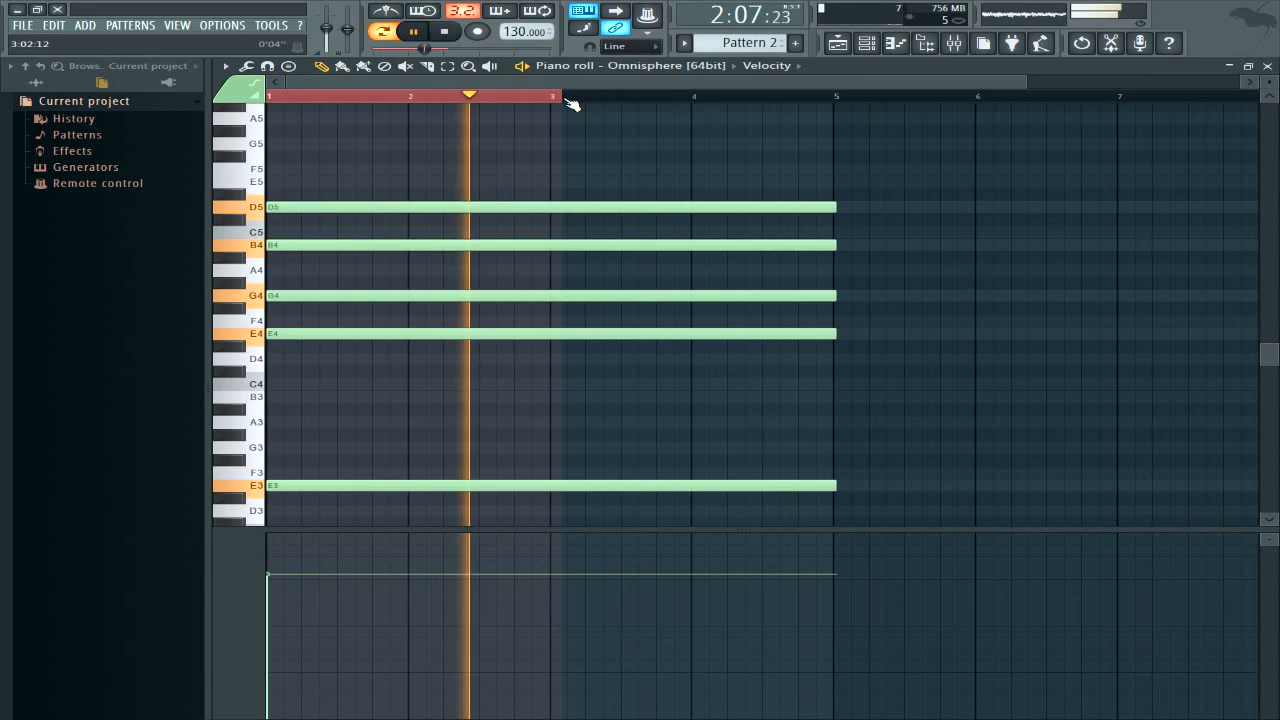 FILE EDIT ADD PATTERNS VIEW OPTIONS TOOLS ?
3:02:12 0'04"
3.2.
130.000
Line
2:07:23
B:S:T
Pattern 2
7 756 MB
5
Brows.. Current project
Piano roll - Omnisphere [64bit] Velocity
Current project
History
Patterns
Effects
Generators
Remote control
1 2 3 4 5 6 7
A5
G5
F5
E5
D5 D5
C5
B4 B4
A4
G4 G4
F4
E4 E4
D4
C4
B3
A3
G3
F3
E3 E3
D3